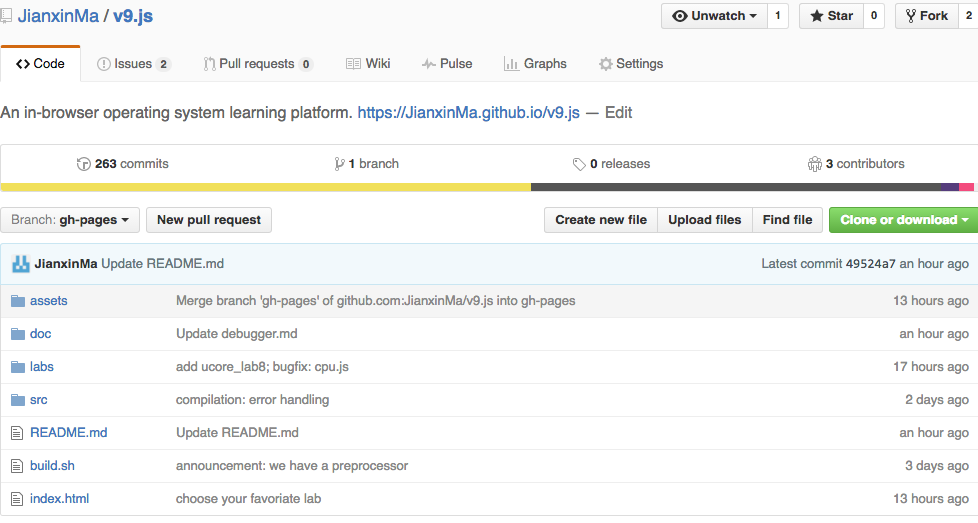 JianxinMa / v9.js Unwatch 1 Star 0 Fork 2
Code Issues 2 Pull requests 0 Wiki Pulse Graphs Settings
An in-browser operating system learning platform. https://JianxinMa.github.io/v9.js — Edit
263 commits 1 branch 0 releases 3 contributors
Branch: gh-pages New pull request Create new file Upload files Find file Clone or download
JianxinMa Update README.md Latest commit 49524a7 an hour ago
assets Merge branch 'gh-pages' of github.com:JianxinMa/v9.js into gh-pages 13 hours ago
doc Update debugger.md an hour ago
labs add ucore_lab8; bugfix: cpu.js 17 hours ago
src compilation: error handling 2 days ago
README.md Update README.md an hour ago
build.sh announcement: we have a preprocessor 3 days ago
index.html choose your favoriate lab 13 hours ago